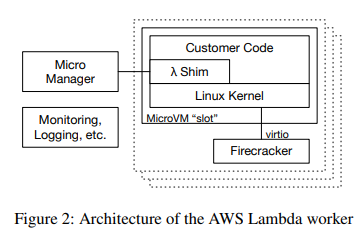 Customer Code
Micro
Manager
λ Shim
Linux Kernel
MicroVM “slot”
Monitoring,
Logging, etc.
virtio
Firecracker
Figure 2: Architecture of the AWS Lambda worker